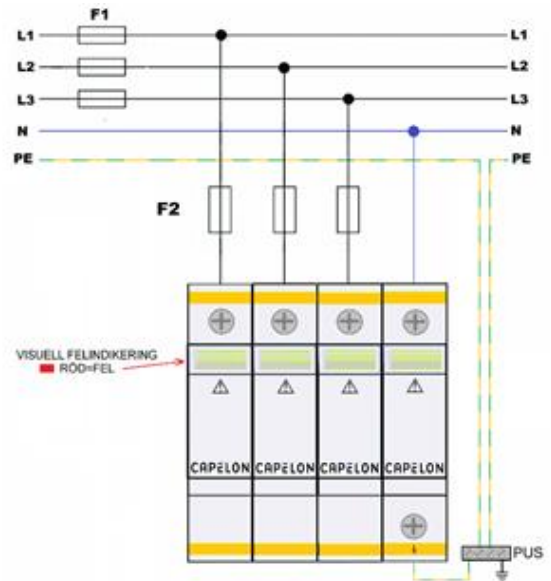 F1
L1 L1
L2 L2
L3 L3
N N
PE PE
F2
VISUELL FELINDIKERING
RÖD=FEL
CAPELON CAPELON CAPELON CAPELON
PUS